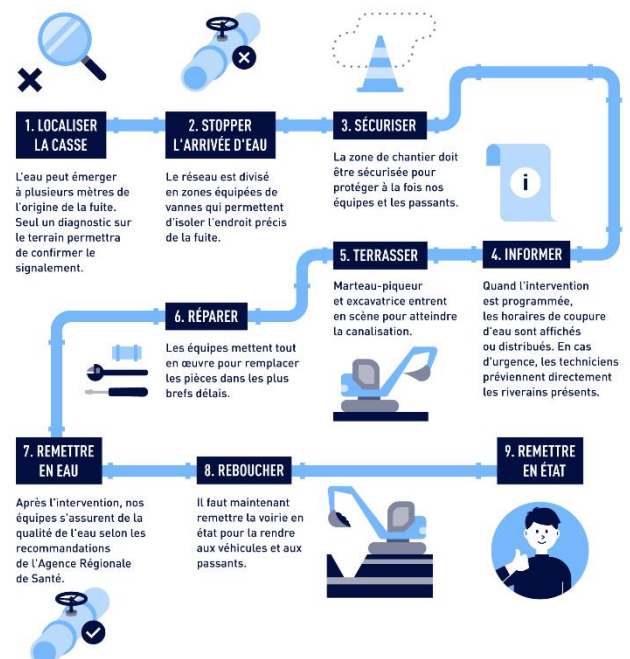 1. LOCALISER
LA CASSE
L'eau peut émerger
à plusieurs mètres de
l'origine de la fuite.
Seul un diagnostic sur
le terrain permettra
de confirmer le
signalement.
2. STOPPER
L'ARRIVÉE D'EAU
Le réseau est divisé
en zones équipées de
vannes qui permettent
d'isoler l'endroit précis
de la fuite.
3. SÉCURISER
La zone de chantier doit
être sécurisée pour
protéger à la fois nos
équipes et les passants.
i
4. INFORMER
Quand l'intervention
est programmée,
les horaires de coupure
d'eau sont affichés
ou distribués. En cas
d'urgence, les techniciens
préviennent directement
les riverains présents.
5. TERRASSER
Marteau-piqueur
et excavatrice entrent
en scène pour atteindre
la canalisation.
6. RÉPARER
Les équipes mettent tout
en œuvre pour remplacer
les pièces dans les plus
brefs délais.
7. REMETTRE
EN EAU
Après l'intervention, nos
équipes s'assurent de la
qualité de l'eau selon les
recommandations
de l'Agence Régionale
de Santé.
8. REBOUCHER
Il faut maintenant
remettre la voirie en
état pour la rendre
aux véhicules et aux
passants.
9. REMETTRE
EN ÉTAT